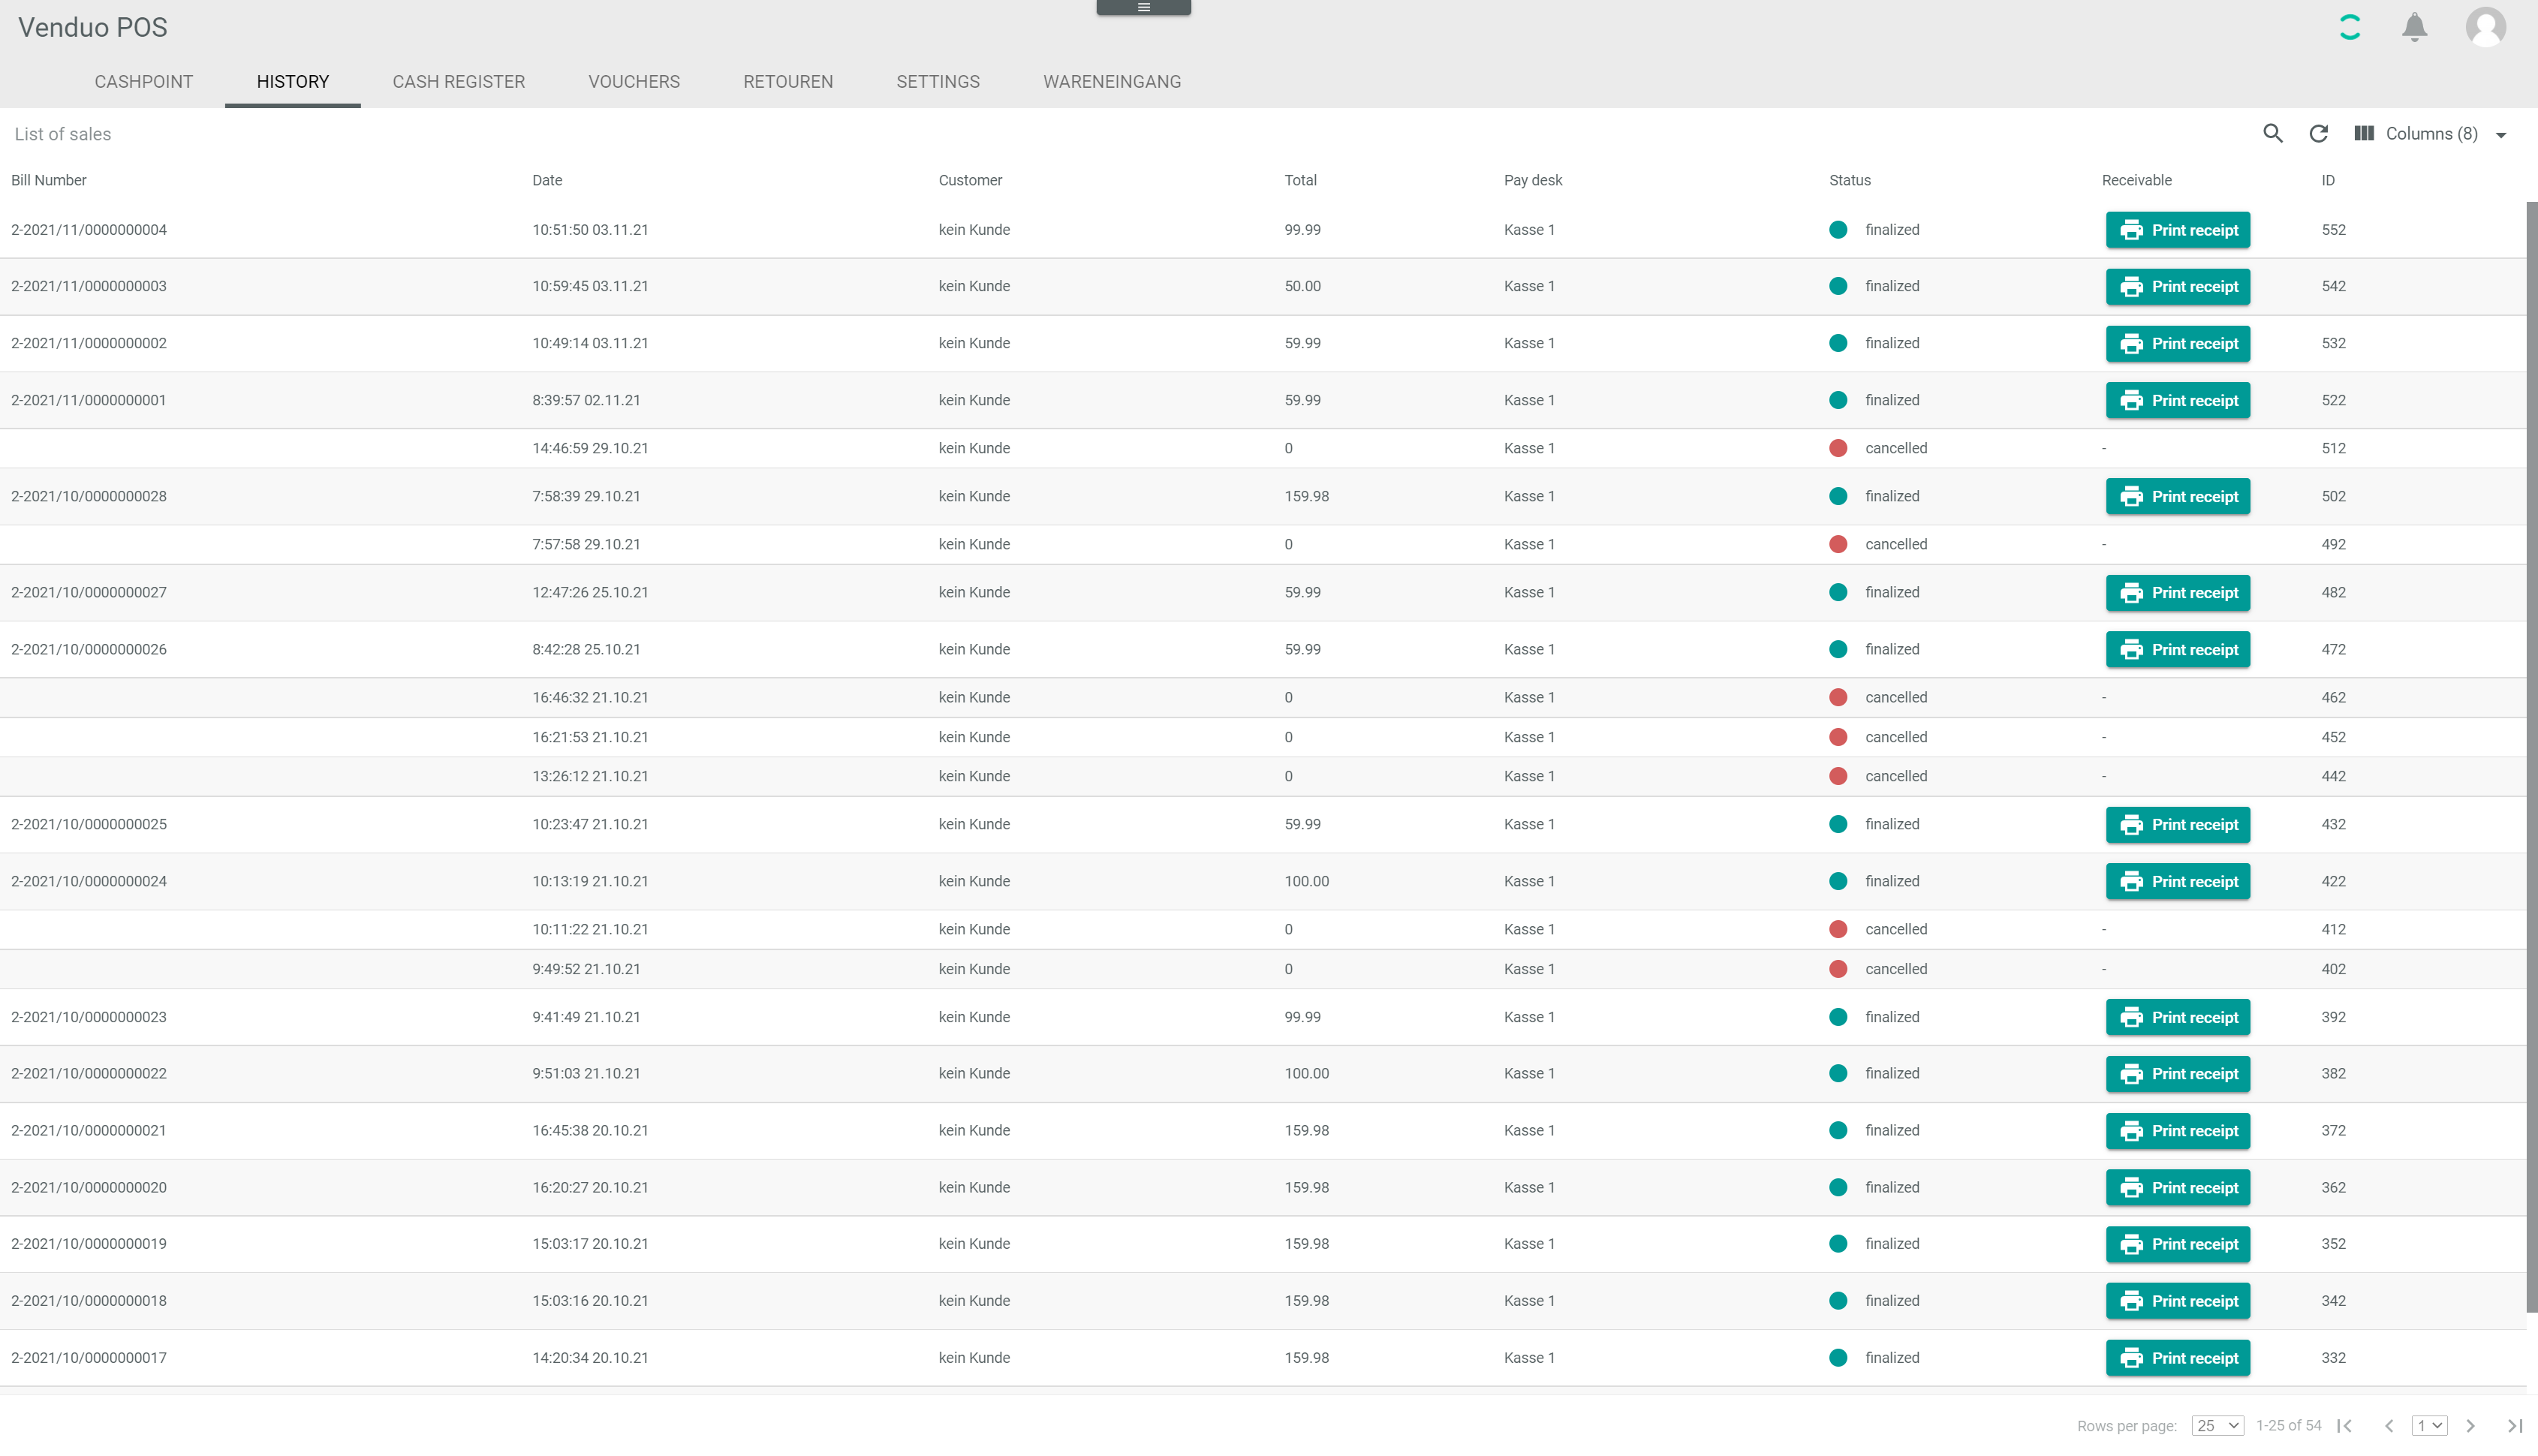 Venduo POS
CASHPOINT HISTORY CASH REGISTER VOUCHERS RETOUREN SETTINGS WARENEINGANG
List of sales Columns (8)
Bill Number Date Customer Total Pay desk Status Receivable ID
2-2021/11/0000000004 10:51:50 03.11.21 kein Kunde 99.99 Kasse 1 finalized Print receipt 552
2-2021/11/0000000003 10:59:45 03.11.21 kein Kunde 50.00 Kasse 1 finalized Print receipt 542
2-2021/11/0000000002 10:49:14 03.11.21 kein Kunde 59.99 Kasse 1 finalized Print receipt 532
2-2021/11/0000000001 8:39:57 02.11.21 kein Kunde 59.99 Kasse 1 finalized Print receipt 522
14:46:59 29.10.21 kein Kunde 0 Kasse 1 cancelled - 512
2-2021/10/0000000028 7:58:39 29.10.21 kein Kunde 159.98 Kasse 1 finalized Print receipt 502
7:57:58 29.10.21 kein Kunde 0 Kasse 1 cancelled - 492
2-2021/10/0000000027 12:47:26 25.10.21 kein Kunde 59.99 Kasse 1 finalized Print receipt 482
2-2021/10/0000000026 8:42:28 25.10.21 kein Kunde 59.99 Kasse 1 finalized Print receipt 472
16:46:32 21.10.21 kein Kunde 0 Kasse 1 cancelled - 462
16:21:53 21.10.21 kein Kunde 0 Kasse 1 cancelled - 452
13:26:12 21.10.21 kein Kunde 0 Kasse 1 cancelled - 442
2-2021/10/0000000025 10:23:47 21.10.21 kein Kunde 59.99 Kasse 1 finalized Print receipt 432
2-2021/10/0000000024 10:13:19 21.10.21 kein Kunde 100.00 Kasse 1 finalized Print receipt 422
10:11:22 21.10.21 kein Kunde 0 Kasse 1 cancelled - 412
9:49:52 21.10.21 kein Kunde 0 Kasse 1 cancelled - 402
2-2021/10/0000000023 9:41:49 21.10.21 kein Kunde 99.99 Kasse 1 finalized Print receipt 392
2-2021/10/0000000022 9:51:03 21.10.21 kein Kunde 100.00 Kasse 1 finalized Print receipt 382
2-2021/10/0000000021 16:45:38 20.10.21 kein Kunde 159.98 Kasse 1 finalized Print receipt 372
2-2021/10/0000000020 16:20:27 20.10.21 kein Kunde 159.98 Kasse 1 finalized Print receipt 362
2-2021/10/0000000019 15:03:17 20.10.21 kein Kunde 159.98 Kasse 1 finalized Print receipt 352
2-2021/10/0000000018 15:03:16 20.10.21 kein Kunde 159.98 Kasse 1 finalized Print receipt 342
2-2021/10/0000000017 14:20:34 20.10.21 kein Kunde 159.98 Kasse 1 finalized Print receipt 332
Rows per page: 25 1-25 of 54 1